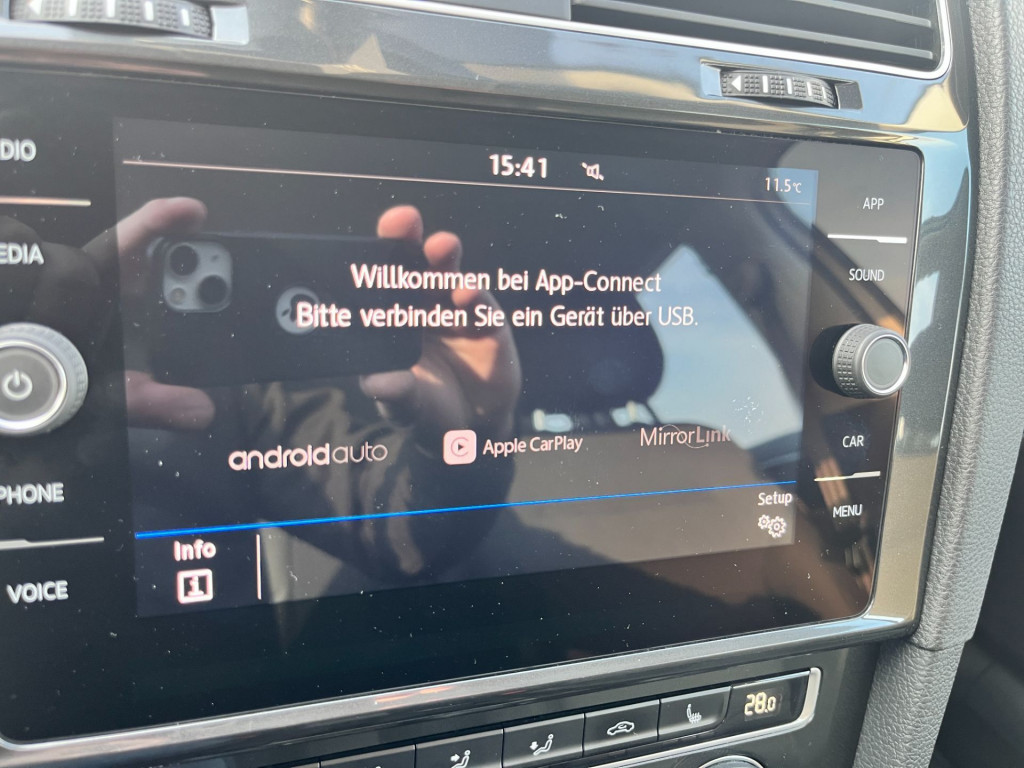 15:41
11.5°C
DIO
EDIA
PHONE
VOICE
Willkommen bei App-Connect
Bitte verbinden Sie ein Gerät über USB.
androidauto
Apple CarPlay
MirrorLink
Info
Setup
APP
SOUND
CAR
MENU
28.0